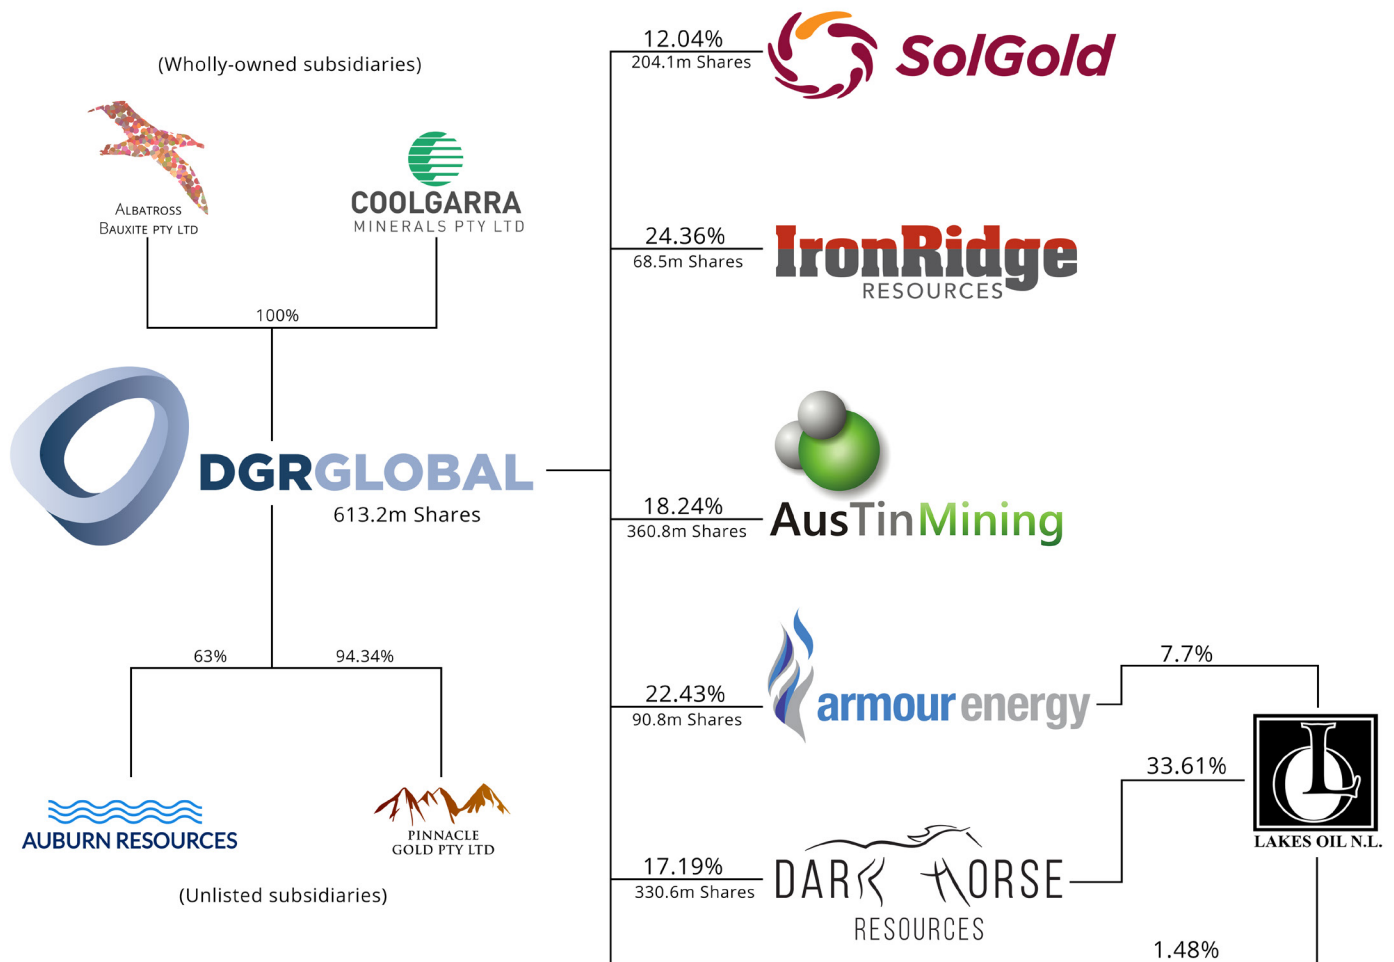 (Wholly-owned subsidiaries)
ALBATROSS
BAUXITE PTY LTD
COOLGARRA
MINERALS PTY LTD
100%
DGRGLOBAL
613.2m Shares
63%
94.34%
AUBURN RESOURCES
PINNACLE
GOLD PTY LTD
(Unlisted subsidiaries)
12.04%
204.1m Shares
SolGold
24.36%
68.5m Shares
IronRidge
RESOURCES
18.24%
360.8m Shares
AusTinMining
22.43%
90.8m Shares
armour energy
7.7%
33.61%
LO
LAKES OIL N.L.
17.19%
330.6m Shares
DARK HORSE
RESOURCES
1.48%